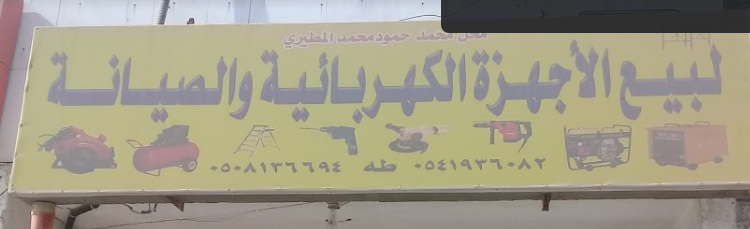 محل محمد حمود محمد المطيري
لبيع الأجهزة الكهربائية والصيانة
٠٥٤١٩٣٦٠٨٢ طه ٠٥٠٨١٣٦٦٩٤